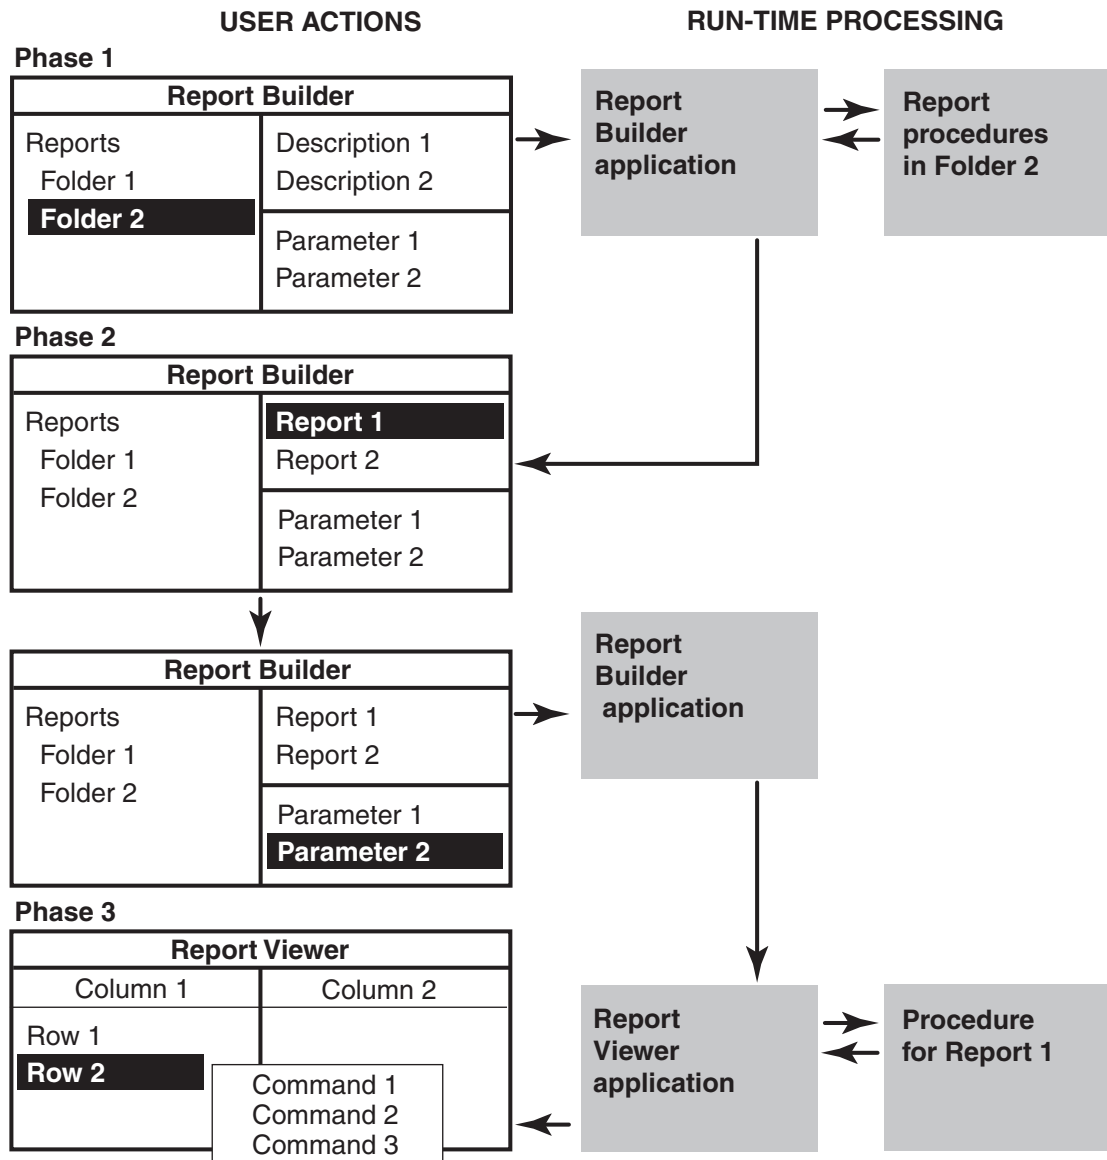 USER ACTIONS
RUN-TIME PROCESSING
Phase 1
Report Builder
Reports
Folder 1
Folder 2
Description 1
Description 2
Parameter 1
Parameter 2
Report
Builder
application
Report
procedures
in Folder 2
Phase 2
Report Builder
Reports
Folder 1
Folder 2
Report 1
Report 2
Parameter 1
Parameter 2
Report Builder
Reports
Folder 1
Folder 2
Report 1
Report 2
Parameter 1
Parameter 2
Report
Builder
application
Phase 3
Report Viewer
Column 1
Column 2
Row 1
Row 2
Command 1
Command 2
Command 3
Report
Viewer
application
Procedure
for Report 1